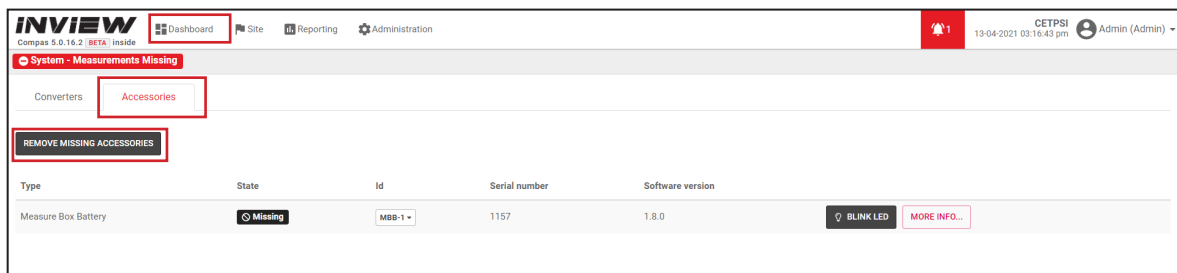 INVIEW
Compas 5.0.16.2 BETA inside
Dashboard Site Reporting Administration
1
CETPSI
13-04-2021 03:16:43 pm
Admin (Admin)
System - Measurements Missing
Converters Accessories
REMOVE MISSING ACCESSORIES
Type State Id Serial number Software version
Measure Box Battery Missing MBB-1 1157 1.8.0 BLINK LED MORE INFO...